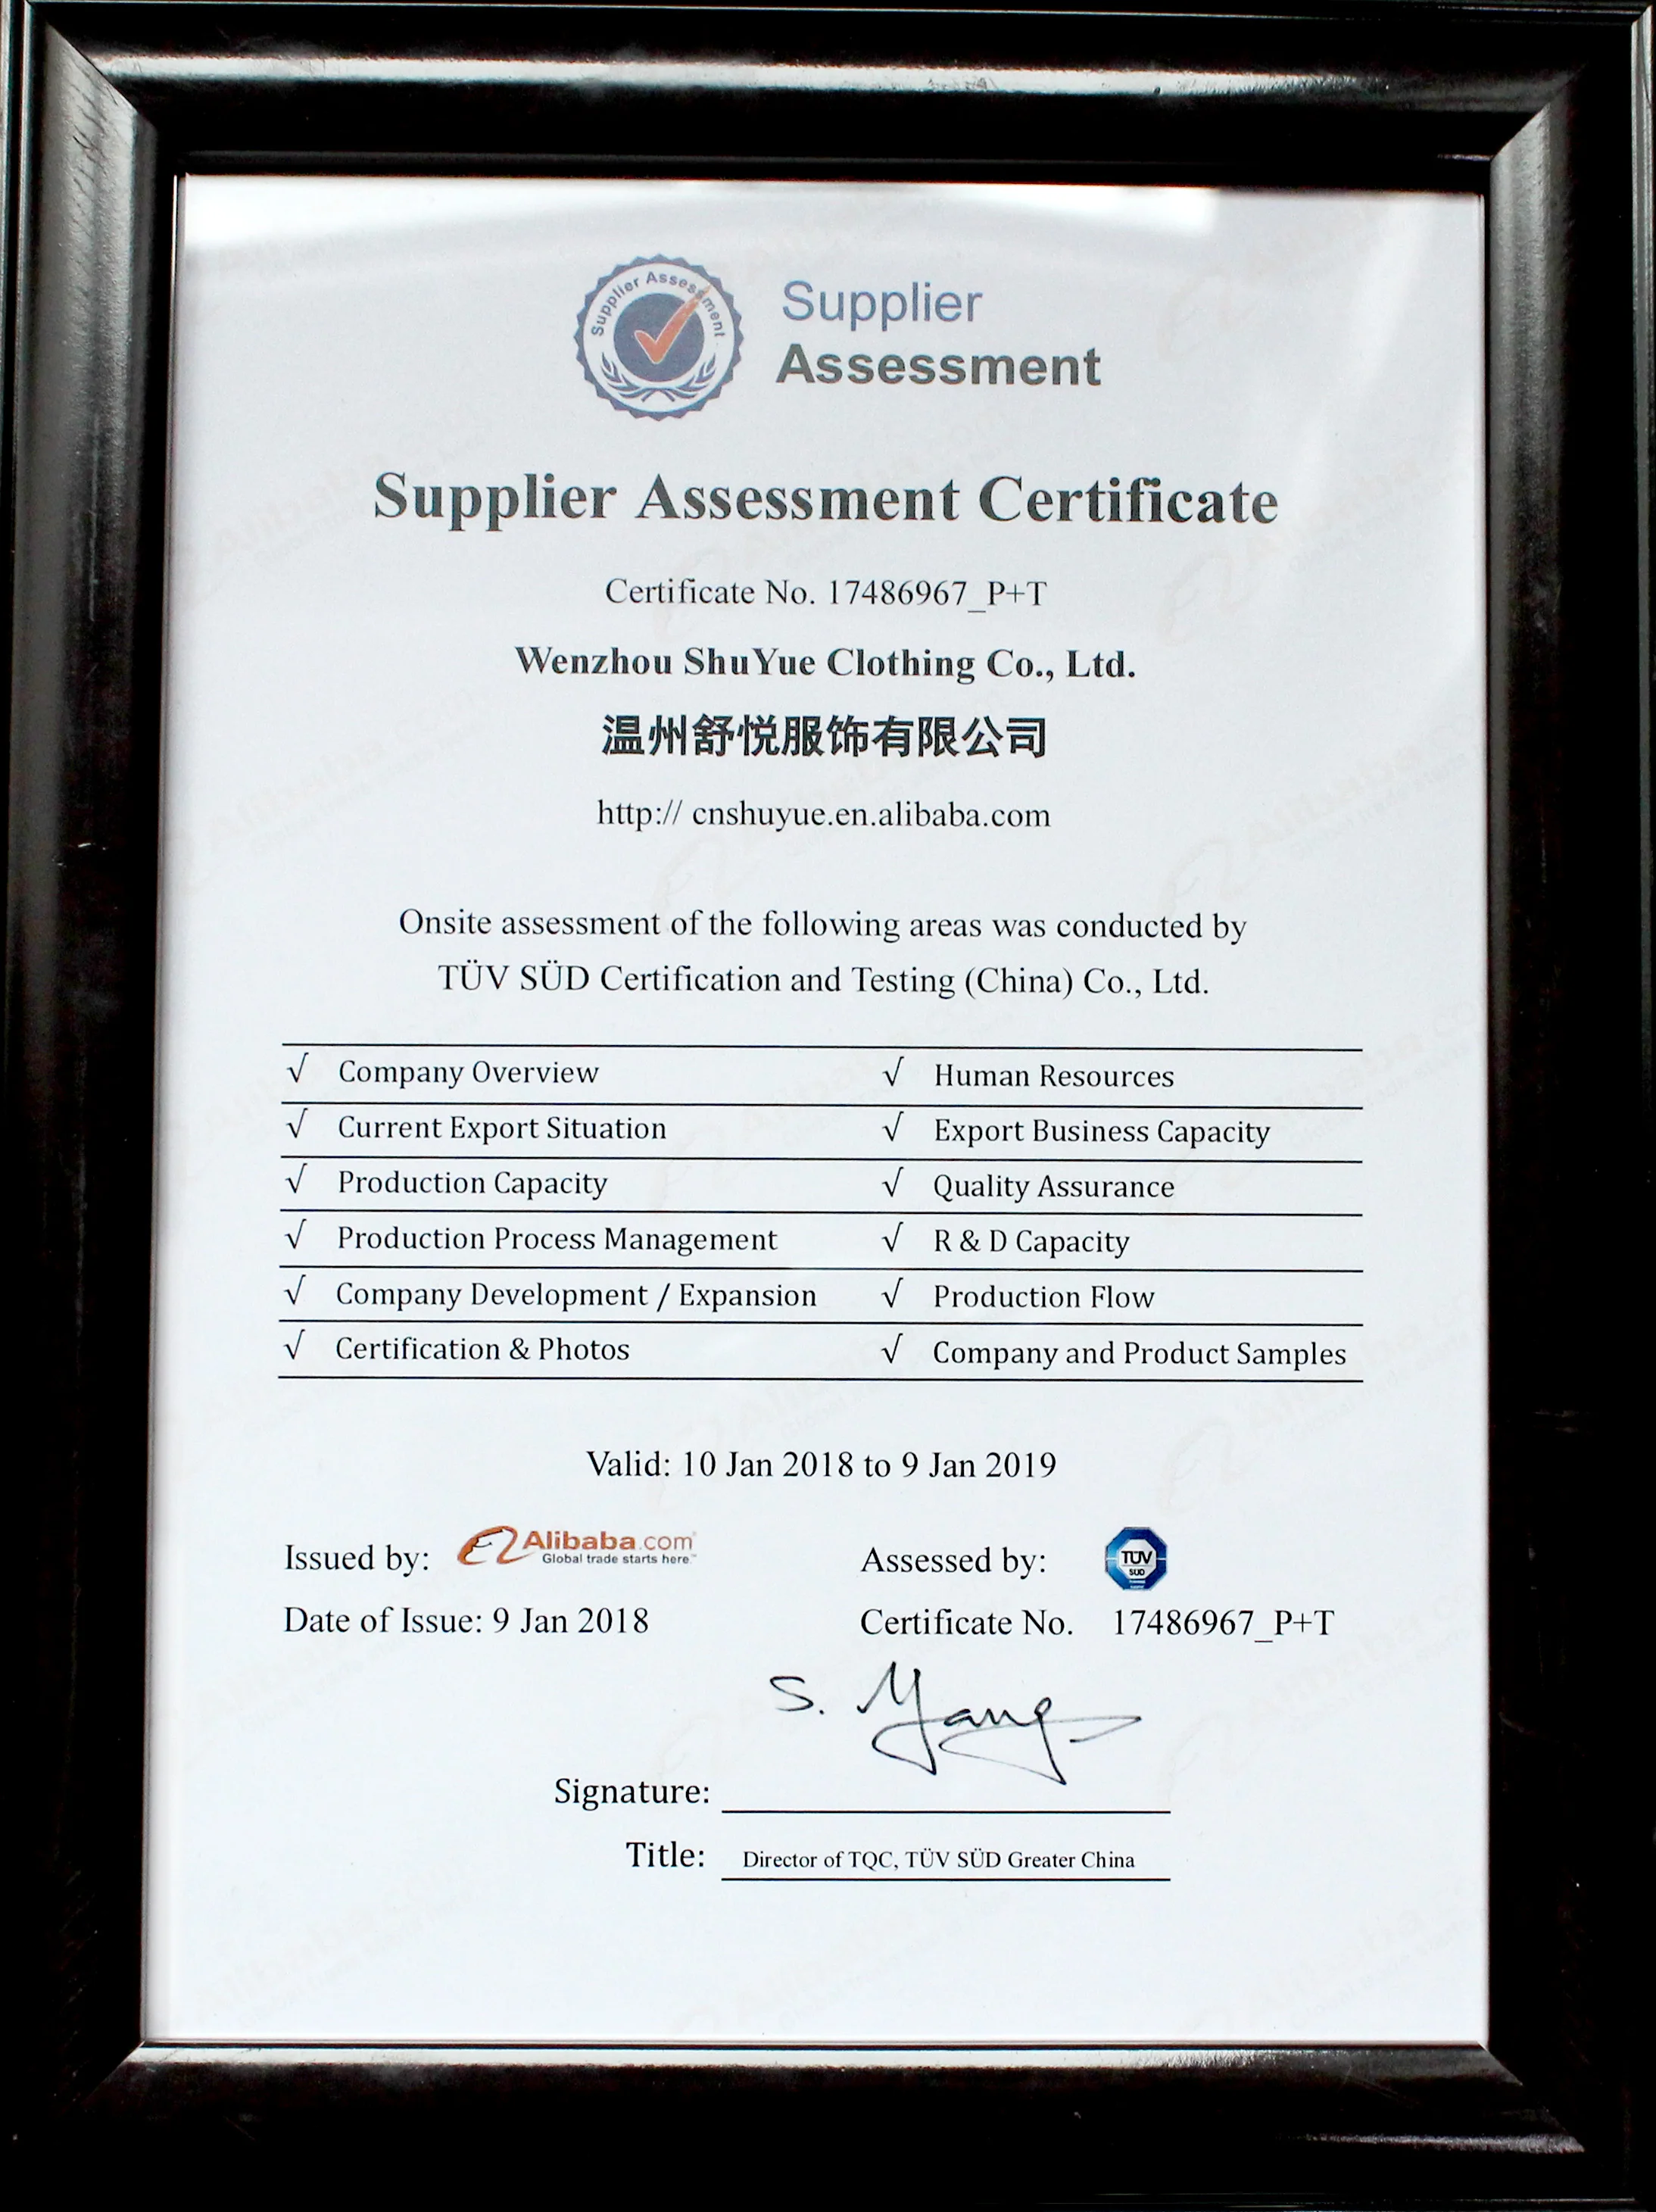 Supplier Assessment
Supplier
Assessment
Supplier Assessment Certificate
Certificate No. 17486967_P+T
Wenzhou ShuYue Clothing Co., Ltd.
温州舒悦服饰有限公司
http:// cnshuyue.en.alibaba.com
Onsite assessment of the following areas was conducted by
TÜV SÜD Certification and Testing (China) Co., Ltd.
√ Company Overview √ Human Resources
√ Current Export Situation √ Export Business Capacity
√ Production Capacity √ Quality Assurance
√ Production Process Management √ R & D Capacity
√ Company Development / Expansion √ Production Flow
√ Certification & Photos √ Company and Product Samples
Valid: 10 Jan 2018 to 9 Jan 2019
Issued by: Alibaba.com Assessed by: TÜV
Global trade starts here™ SÜD
Date of Issue: 9 Jan 2018 Certificate No. 17486967_P+T
S. Yang
Signature:
Title: Director of TQC, TÜV SÜD Greater China